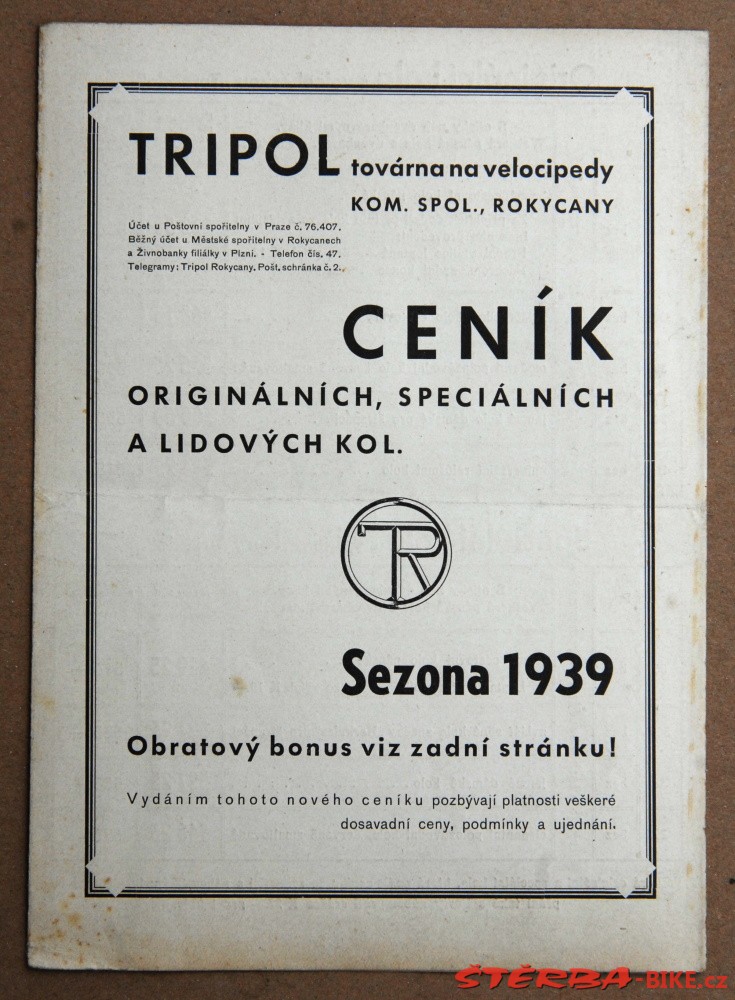 TRIPOL továrna na velocipedy
KOM. SPOL., ROKYCANY
Účet u Poštovní spořitelny v Praze č. 76.407.
Běžný účet u Městské spořitelny v Rokycanech
a Živnobanky filiálky v Plzni. - Telefon čís. 47.
Telegramy: Tripol Rokycany. Pošt. schránka č. 2.
CENÍK
ORIGINÁLNÍCH, SPECIÁLNÍCH
A LIDOVÝCH KOL.
TR
Sezona 1939
Obratový bonus viz zadní stránku!
Vydáním tohoto nového ceníku pozbývají platnosti veškeré
dosavadní ceny, podmínky a ujednání.
ŠTĚRBA-BIKE.cz